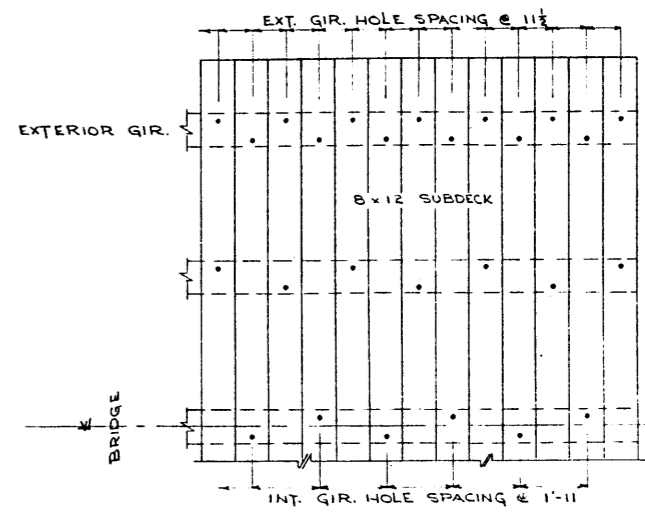 EXT. GIR. HOLE SPACING @ 11½
EXTERIOR GIR.
8 x 12 SUBDECK
BRIDGE
INT. GIR. HOLE SPACING @ 1'-11